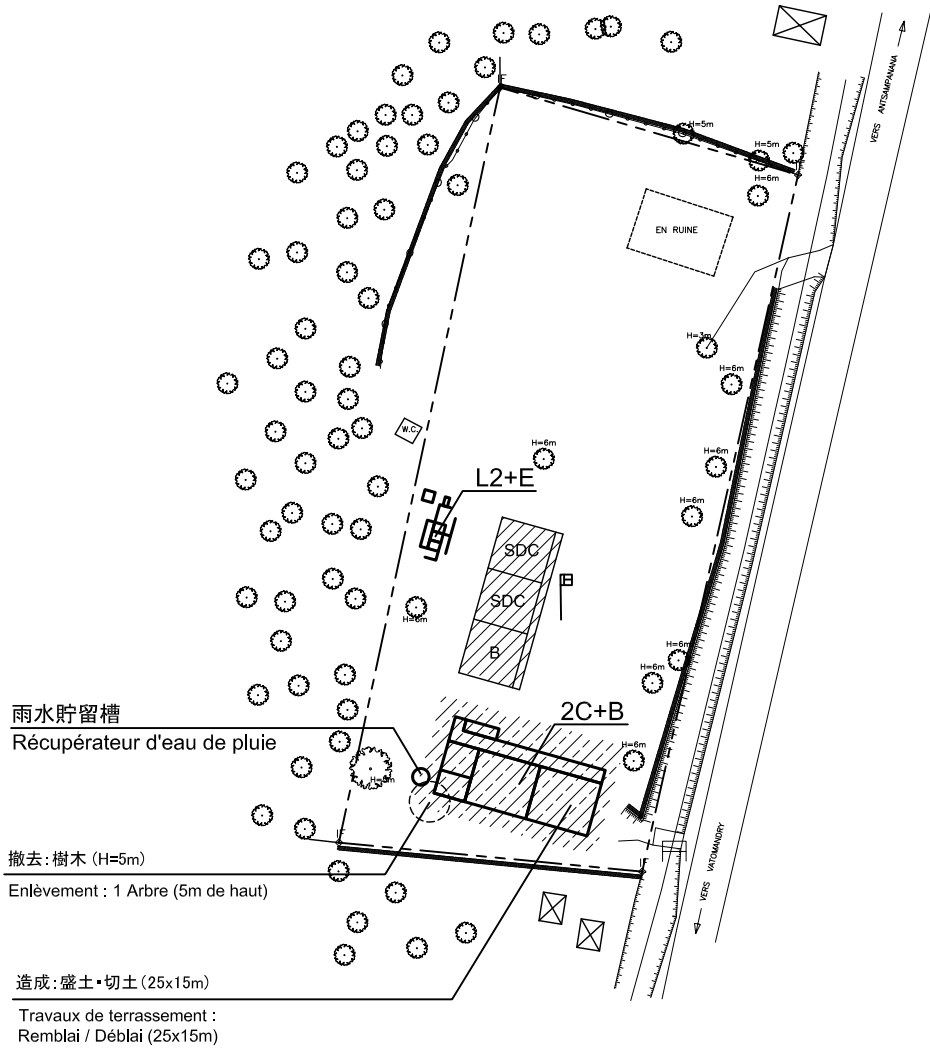 VERS ANTSAMPANANA
H=5m
H=5m
H=6m
EN RUINE
H=3m
H=6m
W.C.
H=6m
H=6m
L2+E
H=6m
SDC
SDC
H=6m
B
H=6m
H=6m
雨水貯留槽
Récupérateur d'eau de pluie
2C+B
H=6m
撤去:樹木 (H=5m)
Enlèvement : 1 Arbre (5m de haut)
VERS VATOMANDRY
造成:盛土・切土(25x15m)
Travaux de terrassement :
Remblai / Déblai (25x15m)